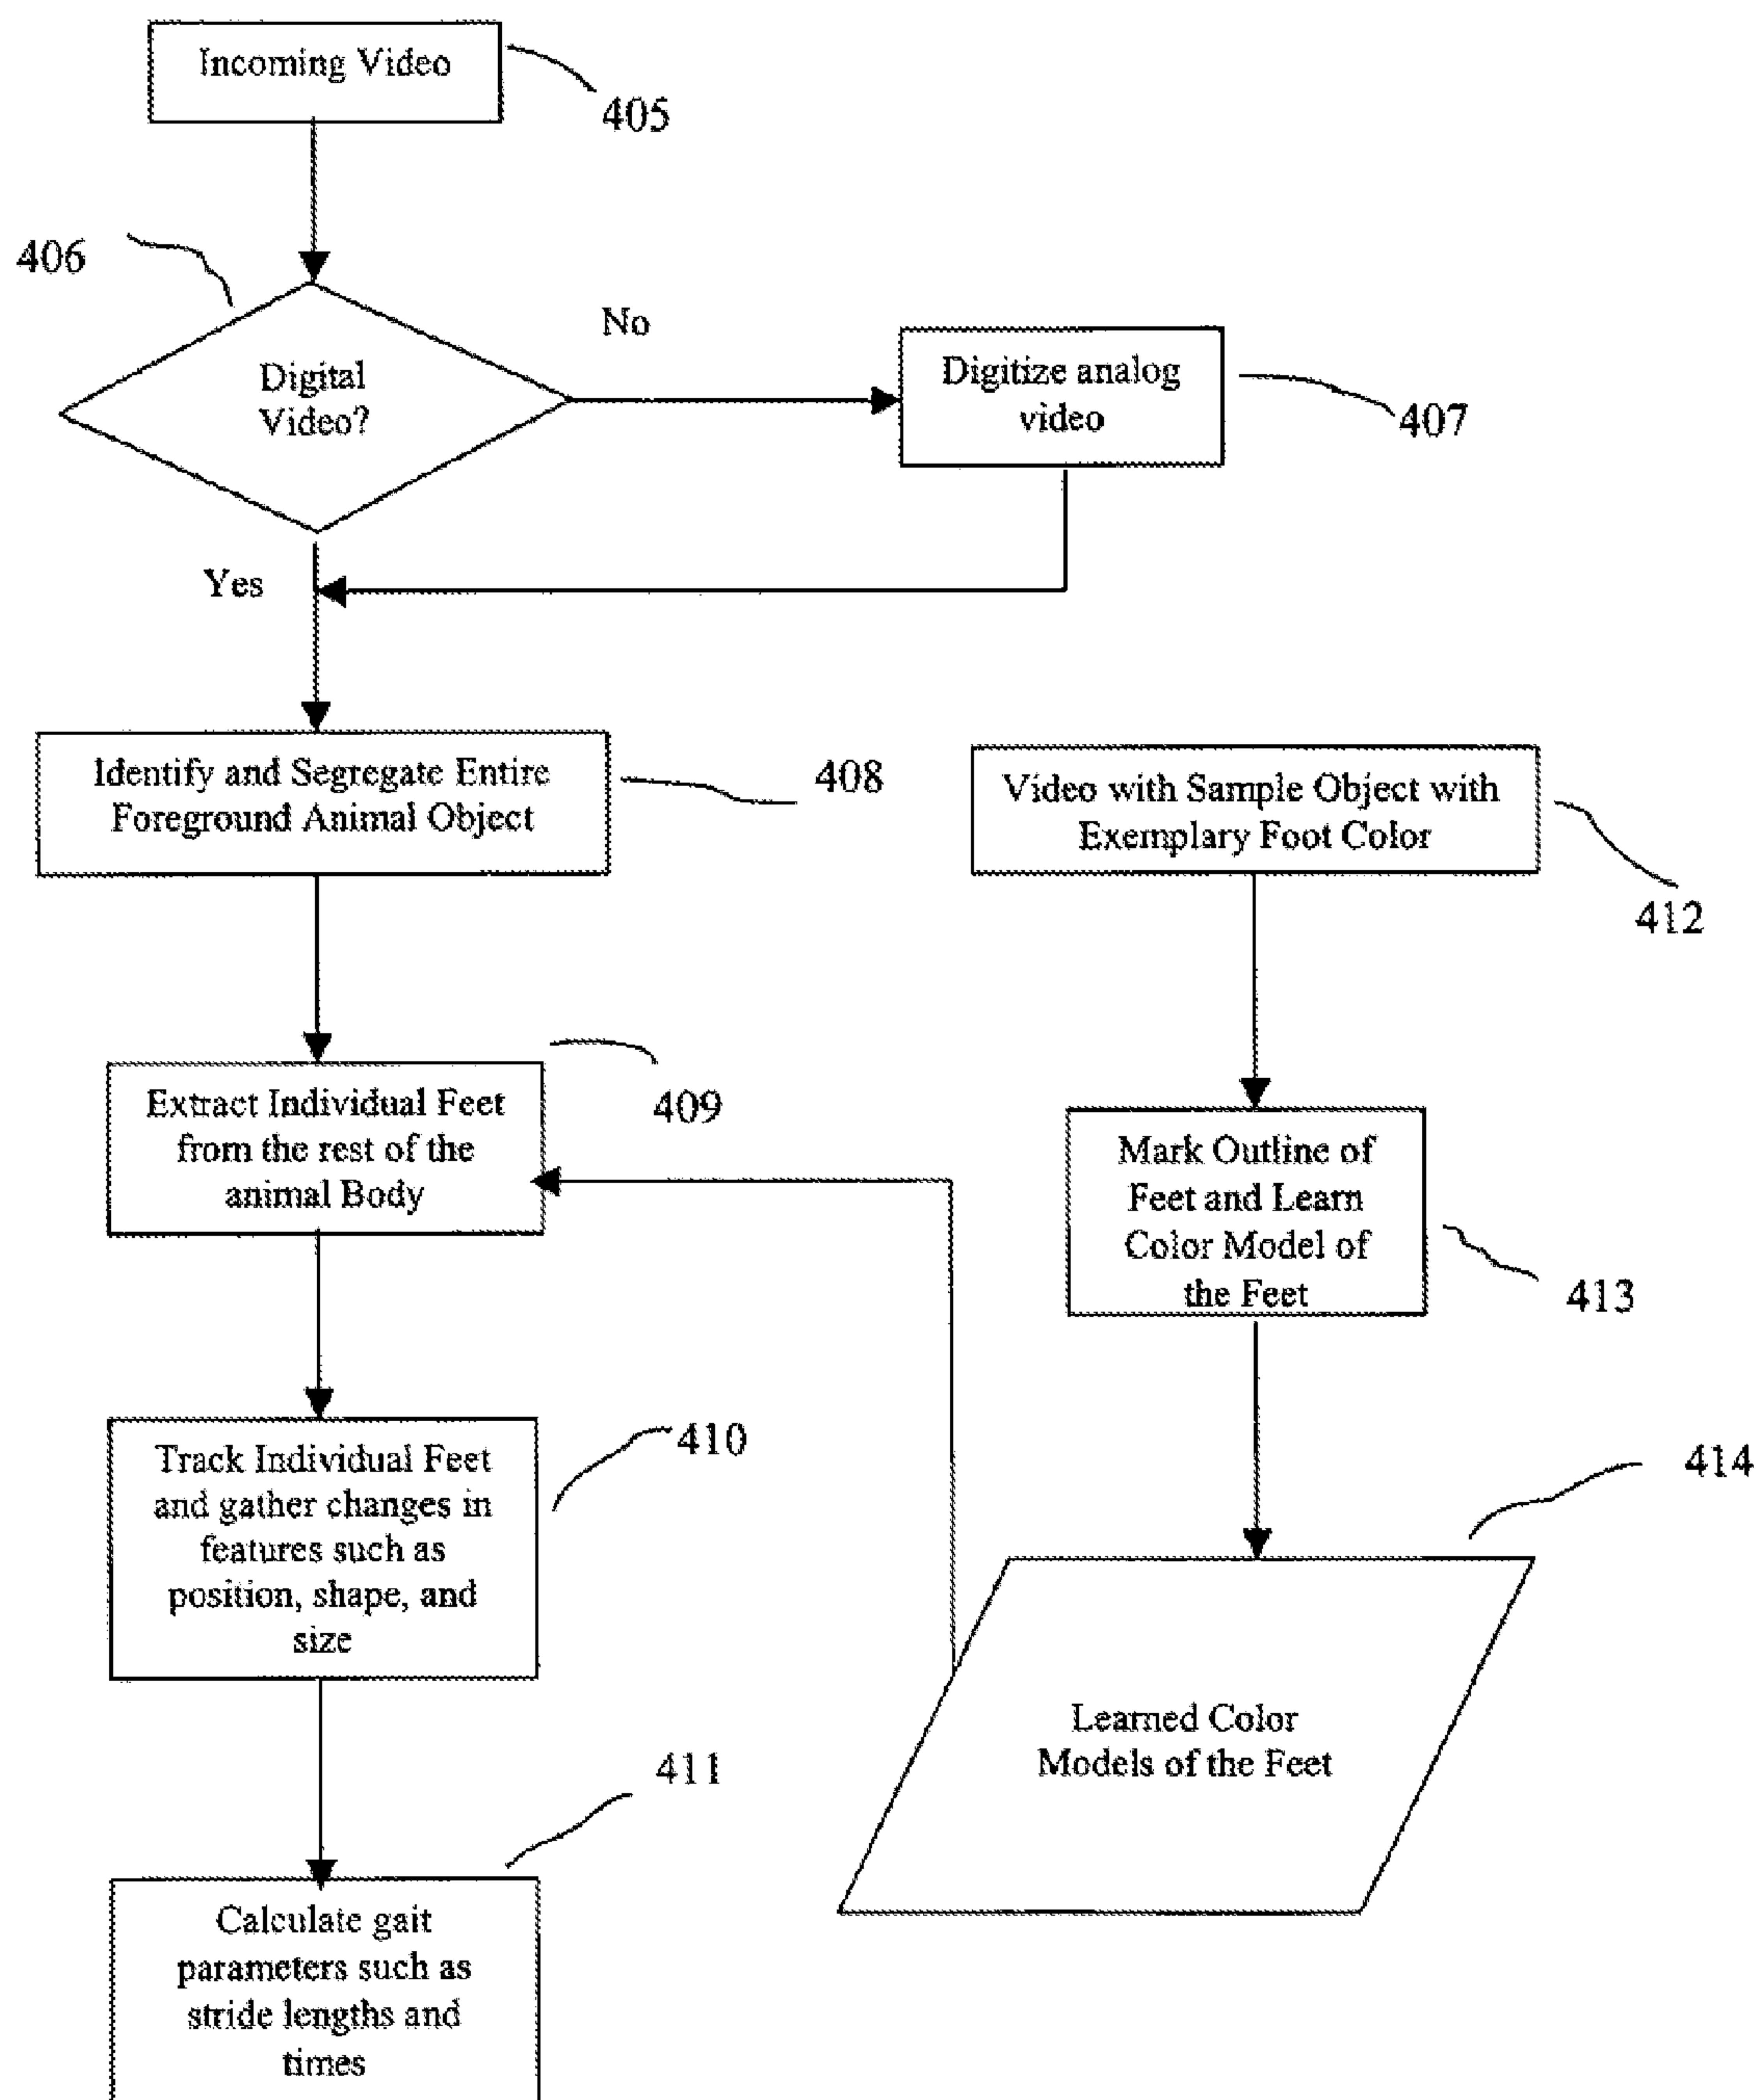 Incoming Video
405
406
Digital
Video?
No
Digitize analog
video
407
Yes
Identify and Segregate Entire
Foreground Animal Object
408
Video with Sample Object with
Exemplary Foot Color
412
Extract Individual Feet
from the rest of the
animal Body
409
Mark Outline of
Feet and Learn
Color Model of
the Feet
413
Track Individual Feet
and gather changes in
features such as
position, shape, and
size
410
414
Learned Color
Models of the Feet
411
Calculate gait
parameters such as
stride lengths and
times